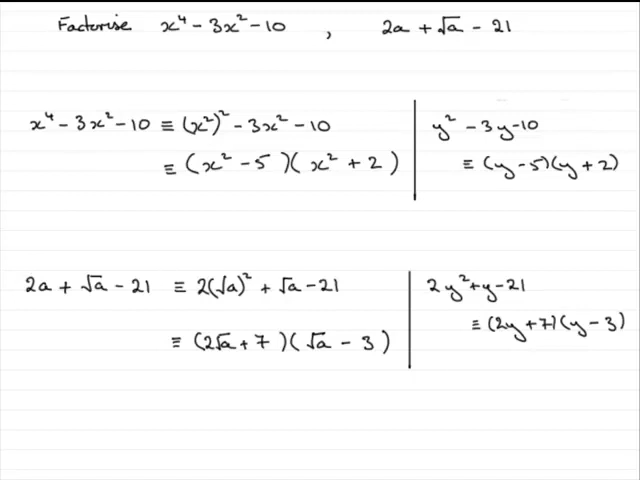 Factorise x⁴ - 3x² - 10 , 2a + √a - 21
x⁴ - 3x² - 10 ≡ (x²)² - 3x² - 10
≡ (x² - 5)(x² + 2)
y² - 3y - 10
≡ (y - 5)(y + 2)
2a + √a - 21 ≡ 2(√a)² + √a - 21
≡ (2√a + 7)(√a - 3)
2y² + y - 21
≡ (2y + 7)(y - 3)